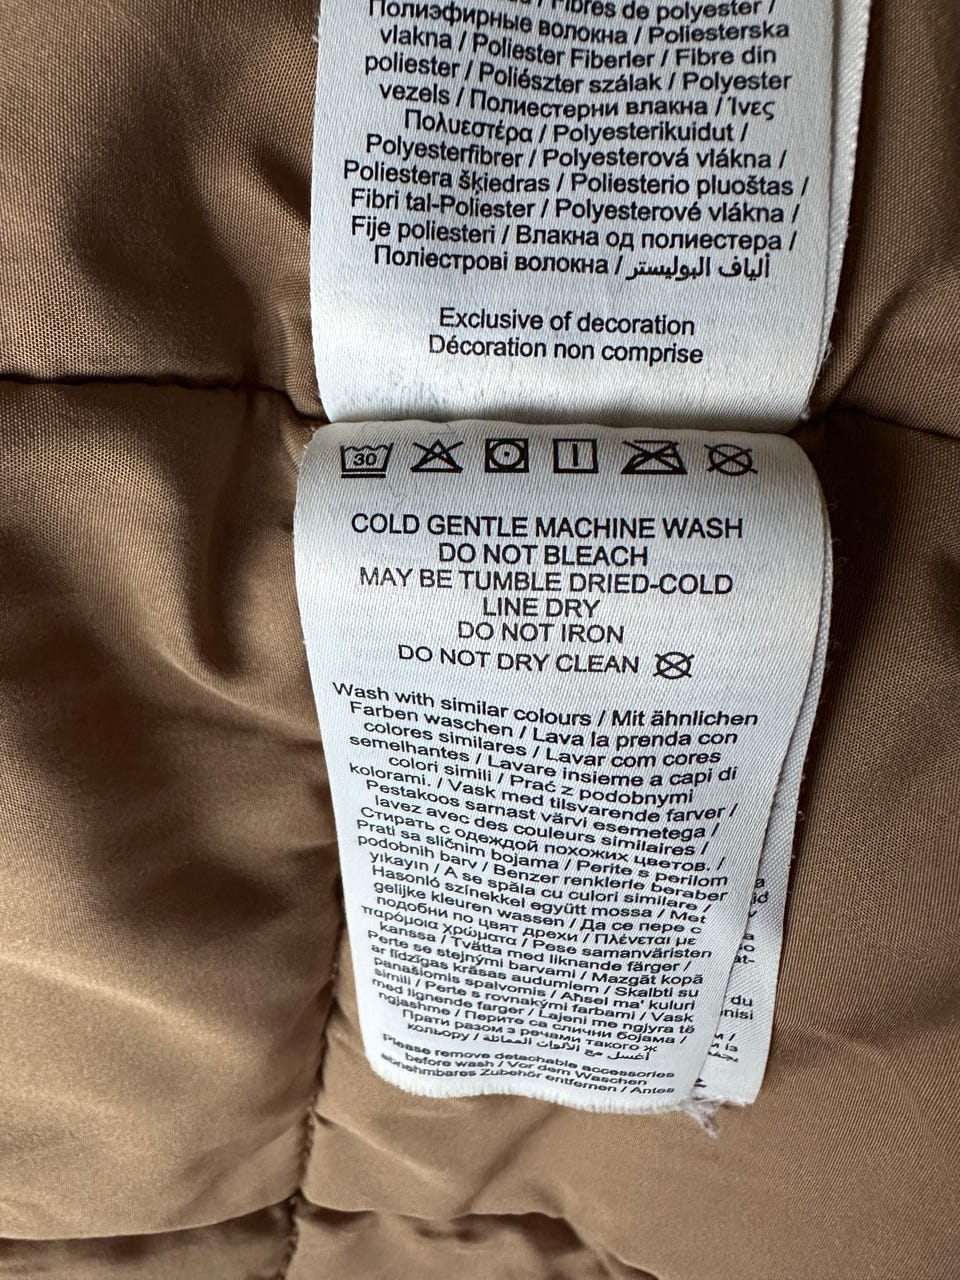 Fibres de polyester /
Полиэфирные волокна / Poliesterska
vlakna / Poliester Fiberler / Fibre din
poliester / Poliészter szálak / Polyester
vezels / Полиестерни влакна / Ίνες
Πολυεστέρα / Polyesterikuidut /
Polyesterfibrer / Polyesterová vlákna /
Poliestera šķiedras / Poliesterio pluoštas /
Fibri tal-Poliester / Polyesterové vlákna /
Fije poliesteri / Влакна од полиестера /
Поліестрові волокна / ألياف البوليستر
Exclusive of decoration
Décoration non comprise
30
COLD GENTLE MACHINE WASH
DO NOT BLEACH
MAY BE TUMBLE DRIED-COLD
LINE DRY
DO NOT IRON
DO NOT DRY CLEAN
Wash with similar colours / Mit ähnlichen
Farben waschen / Lava la prenda con
colores similares / Lavar com cores
semelhantes / Lavare insieme a capi di
colori simili / Prać z podobnymi
kolorami. / Vask med tilsvarende farver /
Pestakoos sarnast värvi esemetega /
lavez avec des couleurs similaires /
Стирать с одеждой похожих цветов. /
Prati sa sličnim bojama / Perite s perilom
podobnih barv / Benzer renklerle beraber
yıkayın / A se spăla cu culori similare /
Hasonló színekkel együtt mossa / Met
gelijke kleuren wassen / Да се пере с
подобни по цвят дрехи / Πλένεται με
παρόμοια χρώματα / Pese samanväristen
kanssa / Tvätta med liknande färger /
Perte se stejnými barvami / Mazgāt kopā
ar līdzīgas krāsas audumiem / Skalbti su
panašiomis spalvomis / Aħsel ma' kuluri
simili / Perte s rovnakými farbami / Vask
med lignende farger / Lajeni me ngjyra të
ngjashme / Перите са сличнии бојама /
Прати разом з речами такого ж
кольору / أغسل مع الألوان المماثلة
Please remove detachable accessories
before wash / Vor dem Waschen
abnehmbares Zubehör entfernen / Antes